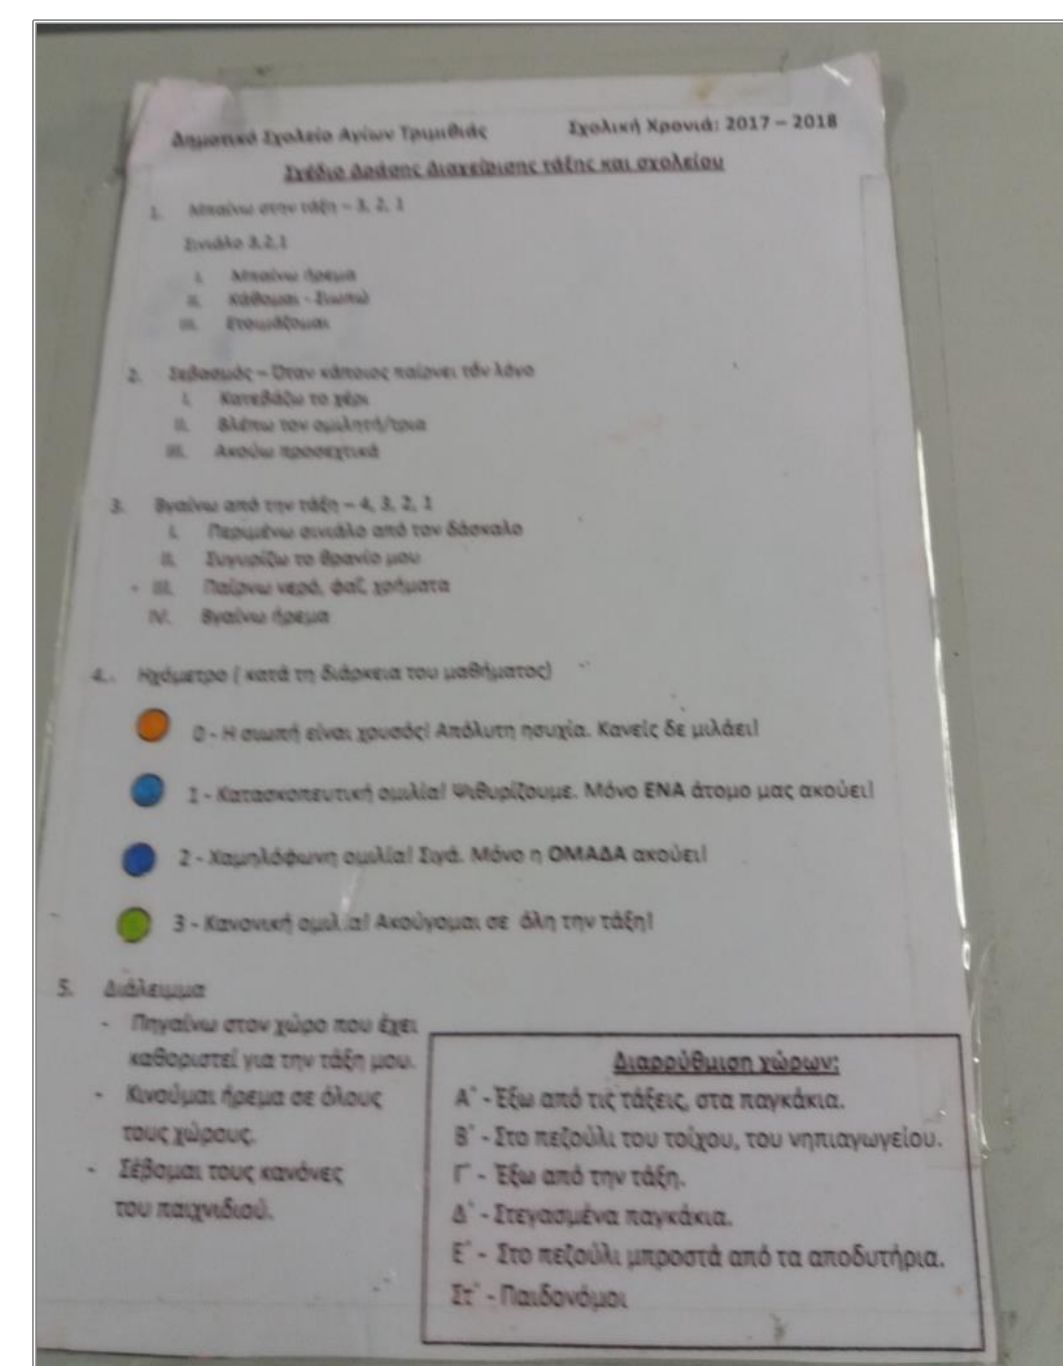 Δημοτικό Σχολείο Αγίων Τριμιθιάς Σχολική Χρονιά: 2017 – 2018
Σχέδιο Δράσης Διαχείρισης τάξης και σχολείου
1. Μπαίνω στην τάξη – 3, 2, 1
Σινιάλο 3,2,1
I. Μπαίνω ήρεμα
II. Κάθομαι - Σιωπώ
III. Ετοιμάζομαι
2. Σεβασμός – Όταν κάποιος παίρνει τον λόγο
I. Κατεβάζω το χέρι
II. Βλέπω τον ομιλητή/τρια
III. Ακούω προσεχτικά
3. Βγαίνω από την τάξη – 4, 3, 2, 1
I. Περιμένω σινιάλο από τον δάσκαλο
II. Συγυρίζω το θρανίο μου
III. Παίρνω νερό, φαΐ, χρήματα
IV. Βγαίνω ήρεμα
4. Ηχόμετρο ( κατά τη διάρκεια του μαθήματος)
0 - Η σιωπή είναι χρυσός! Απόλυτη ησυχία. Κανείς δε μιλάει!
1 - Κατασκοπευτική ομιλία! Ψιθυρίζουμε. Μόνο ΕΝΑ άτομο μας ακούει!
2 - Χαμηλόφωνη ομιλία! Σιγά. Μόνο η ΟΜΑΔΑ ακούει!
3 - Κανονική ομιλία! Ακούγομαι σε όλη την τάξη!
5. Διάλειμμα
- Πηγαίνω στον χώρο που έχει
καθοριστεί για την τάξη μου.
- Κινούμαι ήρεμα σε όλους
τους χώρους.
- Σέβομαι τους κανόνες
του παιχνιδιού.
Διαρρύθμιση χώρων:
Α΄ - Έξω από τις τάξεις, στα παγκάκια.
Β΄ - Στο πεζούλι του τοίχου, του νηπιαγωγείου.
Γ΄ - Έξω από την τάξη.
Δ΄ - Στεγασμένα παγκάκια.
Ε΄ - Στο πεζούλι μπροστά από τα αποδυτήρια.
Στ΄ - Παιδονόμοι